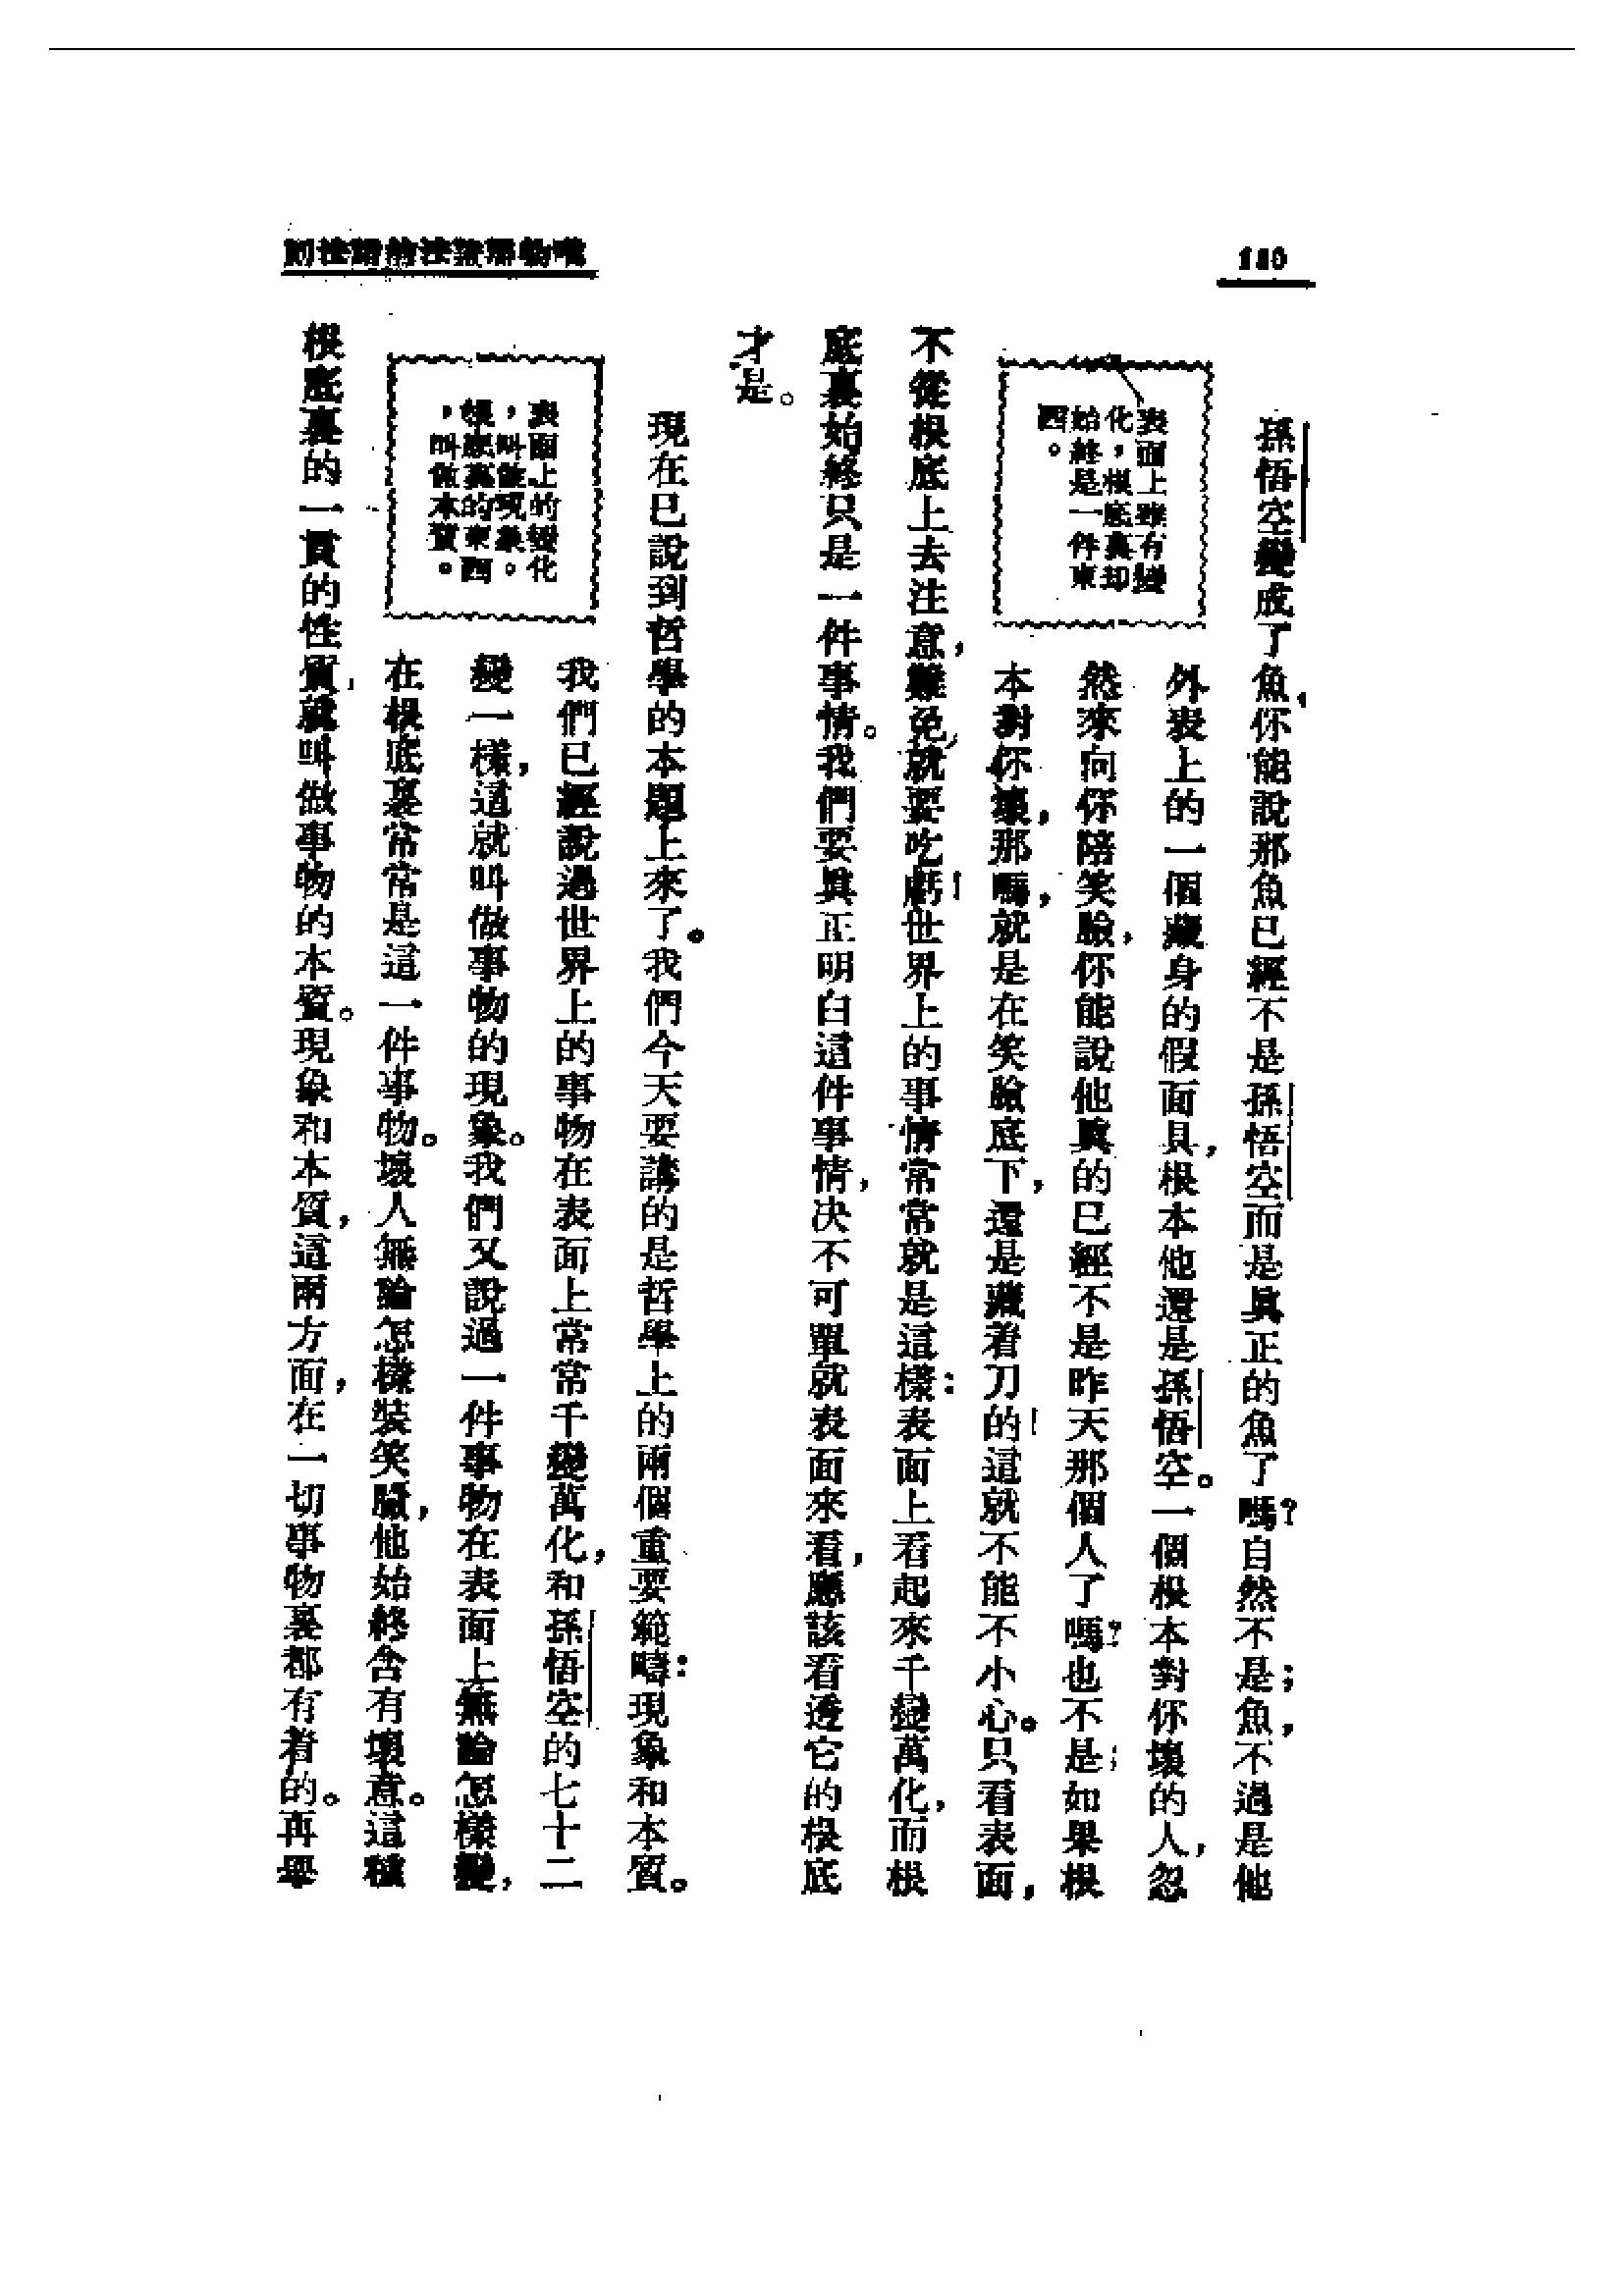 180
唯物辯證法的諸法則
孫悟空變成了魚，你能說那魚已經不是孫悟空而是眞正的魚了嗎？自然不是；魚，不過是他
表面上雖有變
化，根底裏却
始終是一件東
西。
外表上的一個藏身的假面具，根本他還是孫悟空。一個根本對你壞的人，忽
然來向你陪笑臉，你能說他眞的已經不是昨天那個人了嗎？也不是；如果根
本對你壞，那嗎，就是在笑臉底下，還是藏着刀的！這就不能不小心。只看表面，
不從根底上去注意，難免就要吃虧！世界上的事情常常就是這樣：表面上看起來千變萬化，而根
底裏始終只是一件事情。我們要眞正明白這件事情，决不可單就表面來看，應該看透它的根底
才是。
現在已說到哲學的本題上來了。我們今天要講的是哲學上的兩個重要範疇：現象和本質。
表面上的變化
，叫做現象。
根底裏的東西
，叫做本質。
我們已經說過世界上的事物在表面上常常千變萬化，和孫悟空的七十二
變一樣，這就叫做事物的現象。我們又說過一件事物在表面上無論怎樣變，
在根底裏常常是這一件事物。壞人無論怎樣裝笑臉，他始終含有壞意。這種
根底裏的一貫的性質，就叫做事物的本質。現象和本質，這兩方面，在一切事物裏都有着的。再舉